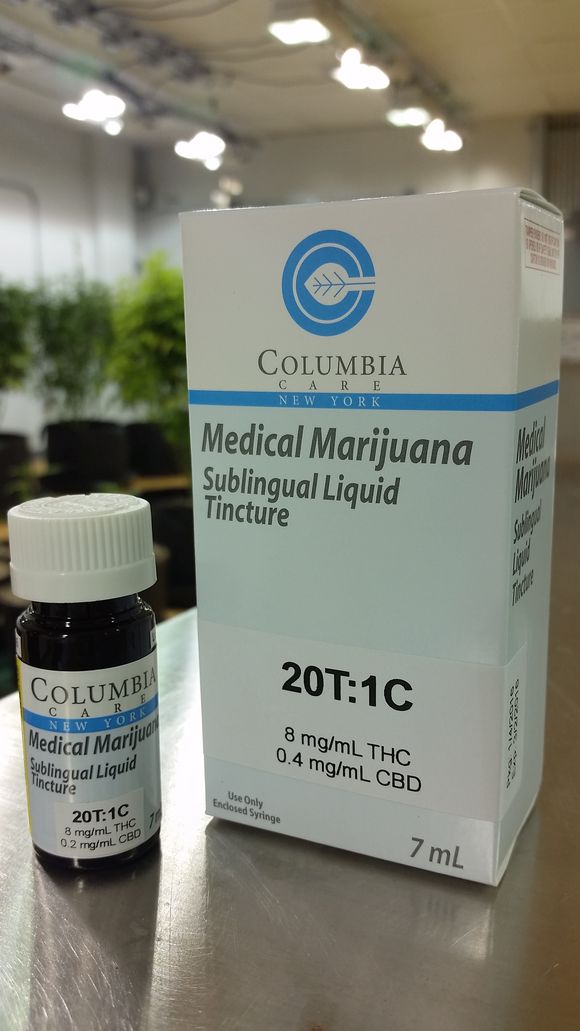 COLUMBIA
CARE
NEW YORK
Medical Marijuana
Sublingual Liquid
Tincture
20T:1C
8 mg/mL THC
0.4 mg/mL CBD
Use Only
Enclosed Syringe
7 mL
Medical
Marijuana
Sublingual
Liquid
Tincture
COLUMBIA
CARE
NEW YORK
Medical Marijuana
Sublingual Liquid
Tincture
20T:1C
8 mg/mL THC
0.2 mg/mL CBD